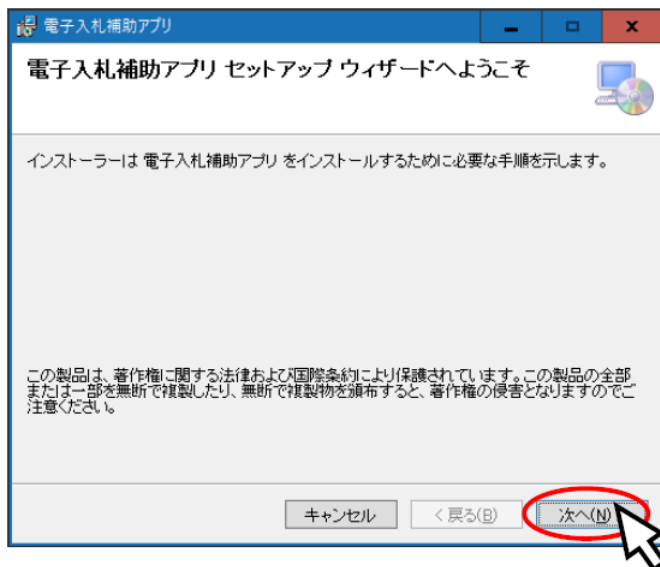 電子入札補助アプリ
電子入札補助アプリ セットアップ ウィザードへようこそ
インストーラーは 電子入札補助アプリ をインストールするために必要な手順を示します。
この製品は、著作権に関する法律および国際条約により保護されています。この製品の全部
または一部を無断で複製したり、無断で複製物を頒布すると、著作権の侵害となりますのでご
注意ください。
キャンセル
< 戻る(B)
次へ(N)